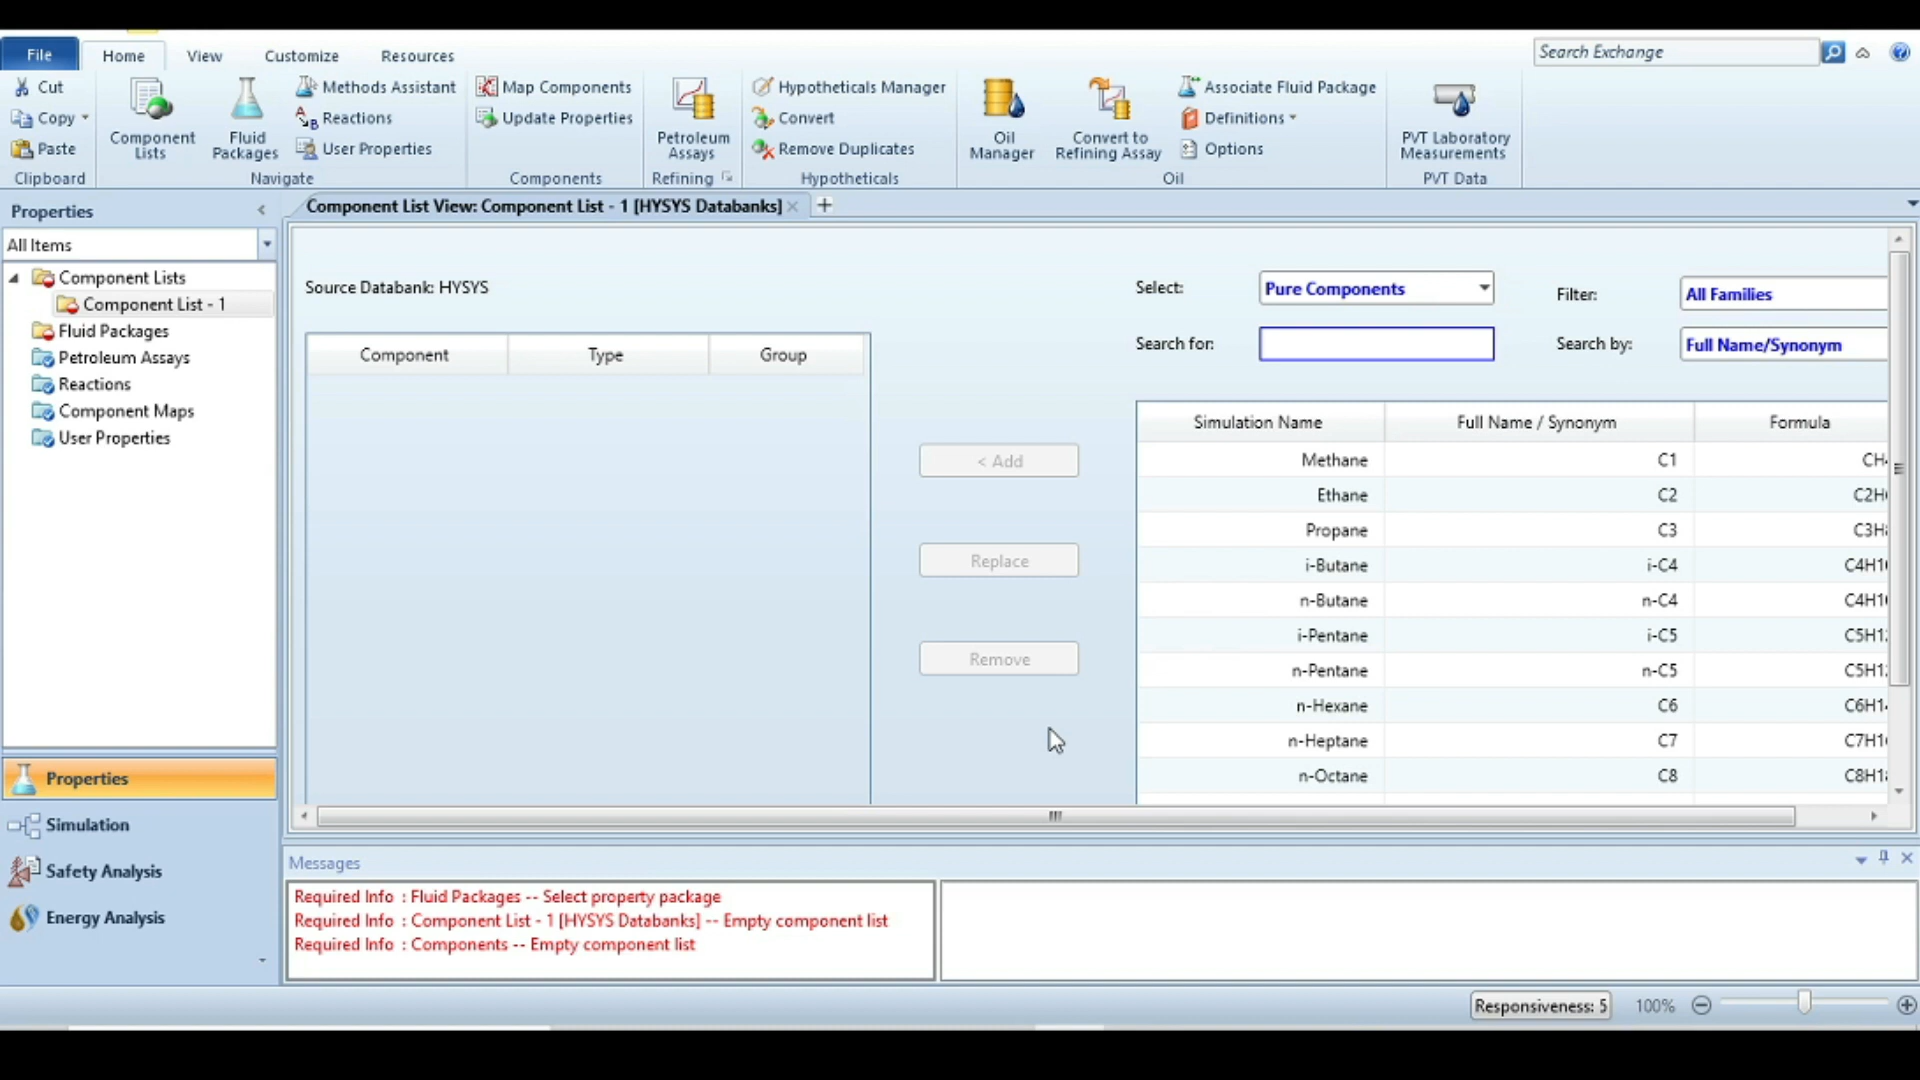 File Home View Customize Resources
Search Exchange
Cut
Copy
Paste
Clipboard
Component Lists
Fluid Packages
Methods Assistant
Reactions
User Properties
Navigate
Map Components
Update Properties
Components
Petroleum Assays
Refining
Hypotheticals Manager
Convert
Remove Duplicates
Hypotheticals
Oil Manager
Convert to Refining Assay
Associate Fluid Package
Definitions
Options
Oil
PVT Laboratory Measurements
PVT Data
Properties
All Items
Component Lists
Component List - 1
Fluid Packages
Petroleum Assays
Reactions
Component Maps
User Properties
Properties
Simulation
Safety Analysis
Energy Analysis
Component List View: Component List - 1 [HYSYS Databanks]
Source Databank: HYSYS
Component Type Group
< Add
Replace
Remove
Select: Pure Components Filter: All Families
Search for: Search by: Full Name/Synonym
Simulation Name Full Name / Synonym Formula
Methane C1
Ethane C2
Propane C3
i-Butane i-C4
n-Butane n-C4
i-Pentane i-C5
n-Pentane n-C5
n-Hexane C6
n-Heptane C7
n-Octane C8
Messages
Required Info : Fluid Packages -- Select property package
Required Info : Component List - 1 [HYSYS Databanks] -- Empty component list
Required Info : Components -- Empty component list
Responsiveness: 5 100%